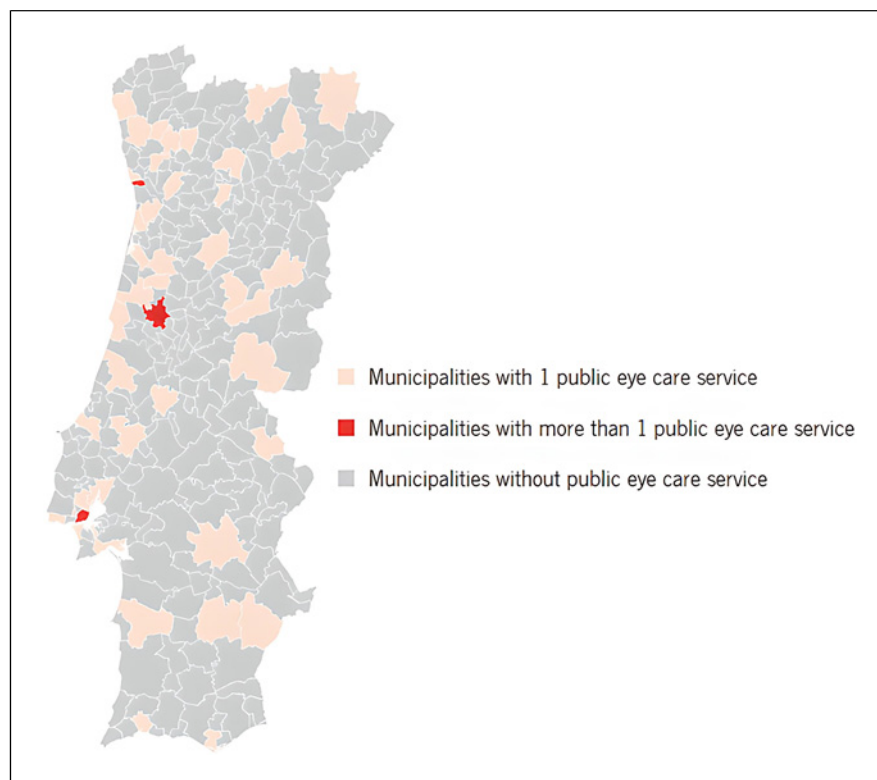 Municipalities with 1 public eye care service
Municipalities with more than 1 public eye care service
Municipalities without public eye care service